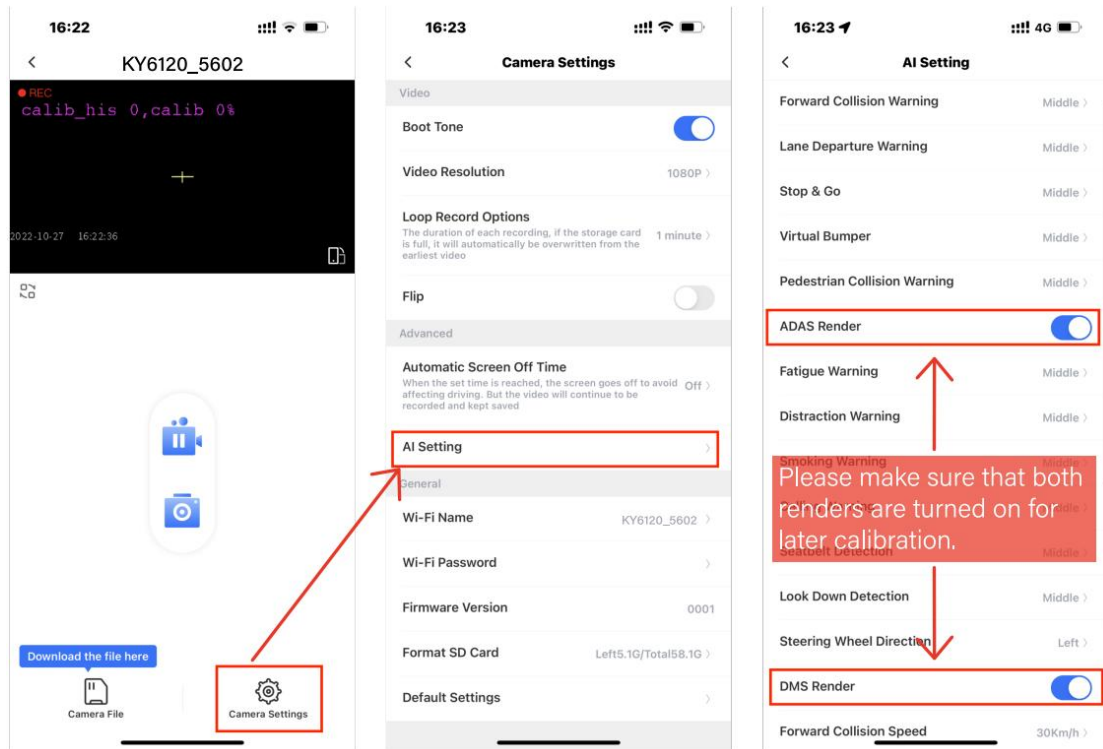 16:22
KY6120_5602
REC
calib_his 0,calib 0%
2022-10-27 16:22:36
Download the file here
Camera File
Camera Settings
16:23
Camera Settings
Video
Boot Tone
Video Resolution
1080P
Loop Record Options
The duration of each recording, if the storage card
is full, it will automatically be overwritten from the
earliest video
1 minute
Flip
Advanced
Automatic Screen Off Time
When the set time is reached, the screen goes off to avoid
affecting driving. But the video will continue to be
recorded and kept saved
Off
AI Setting
General
Wi-Fi Name
KY6120_5602
Wi-Fi Password
Firmware Version
0001
Format SD Card
Left5.1G/Total58.1G
Default Settings
16:23
4G
AI Setting
Forward Collision Warning
Middle
Lane Departure Warning
Middle
Stop & Go
Middle
Virtual Bumper
Middle
Pedestrian Collision Warning
Middle
ADAS Render
Fatigue Warning
Middle
Distraction Warning
Middle
Smoking Warning
Middle
Please make sure that both
renders are turned on for
later calibration.
Seatbelt Detection
Middle
Look Down Detection
Middle
Steering Wheel Direction
Left
DMS Render
Forward Collision Speed
30Km/h